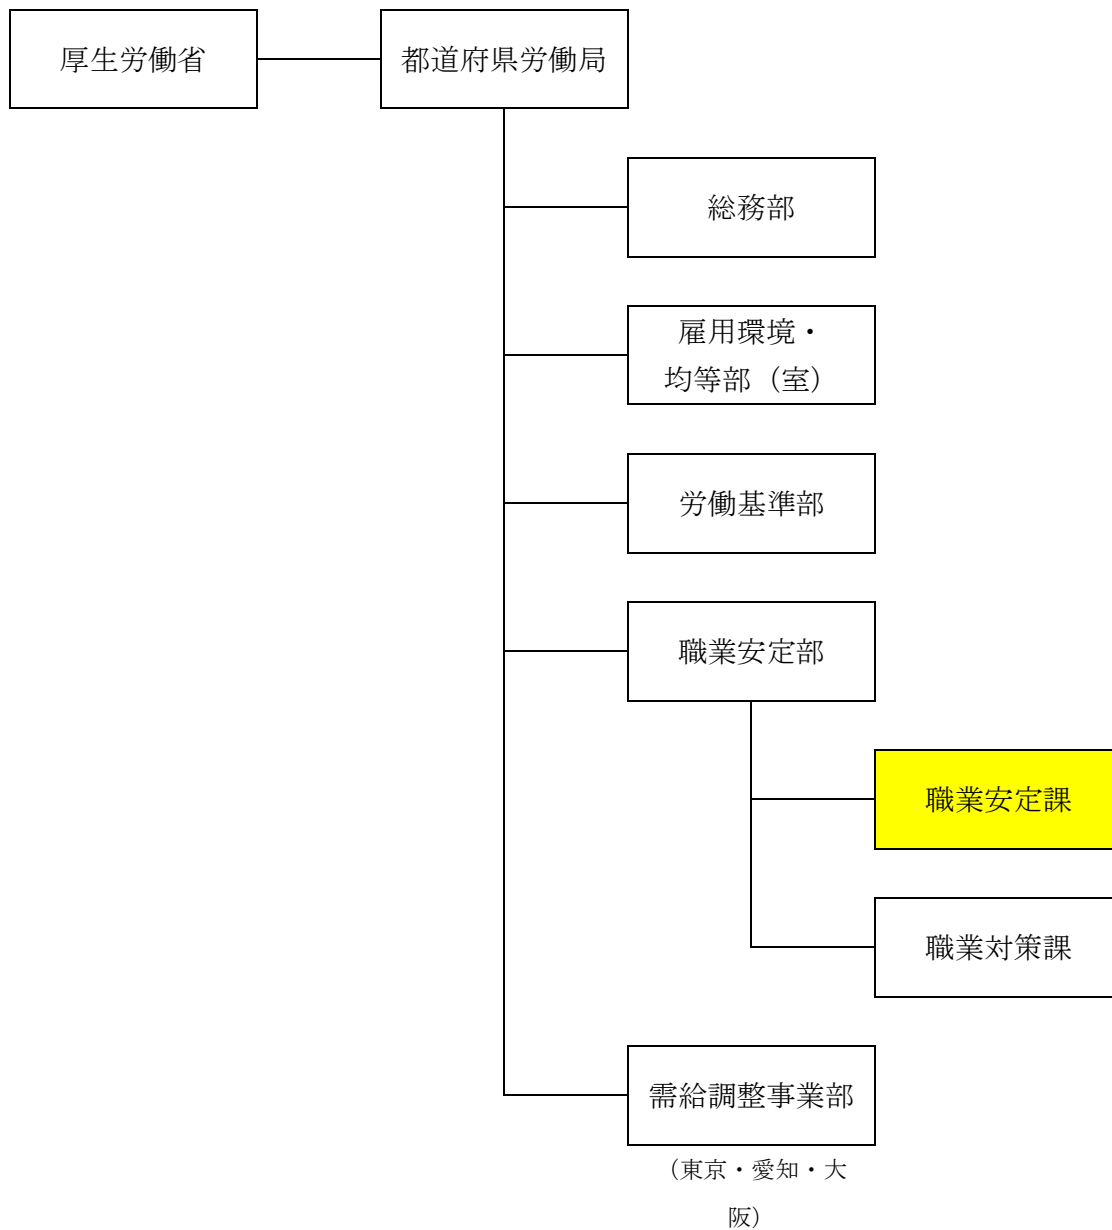 厚生労働省
都道府県労働局
総務部
雇用環境・
均等部（室）
労働基準部
職業安定部
職業安定課
職業対策課
需給調整事業部
（東京・愛知・大
阪）